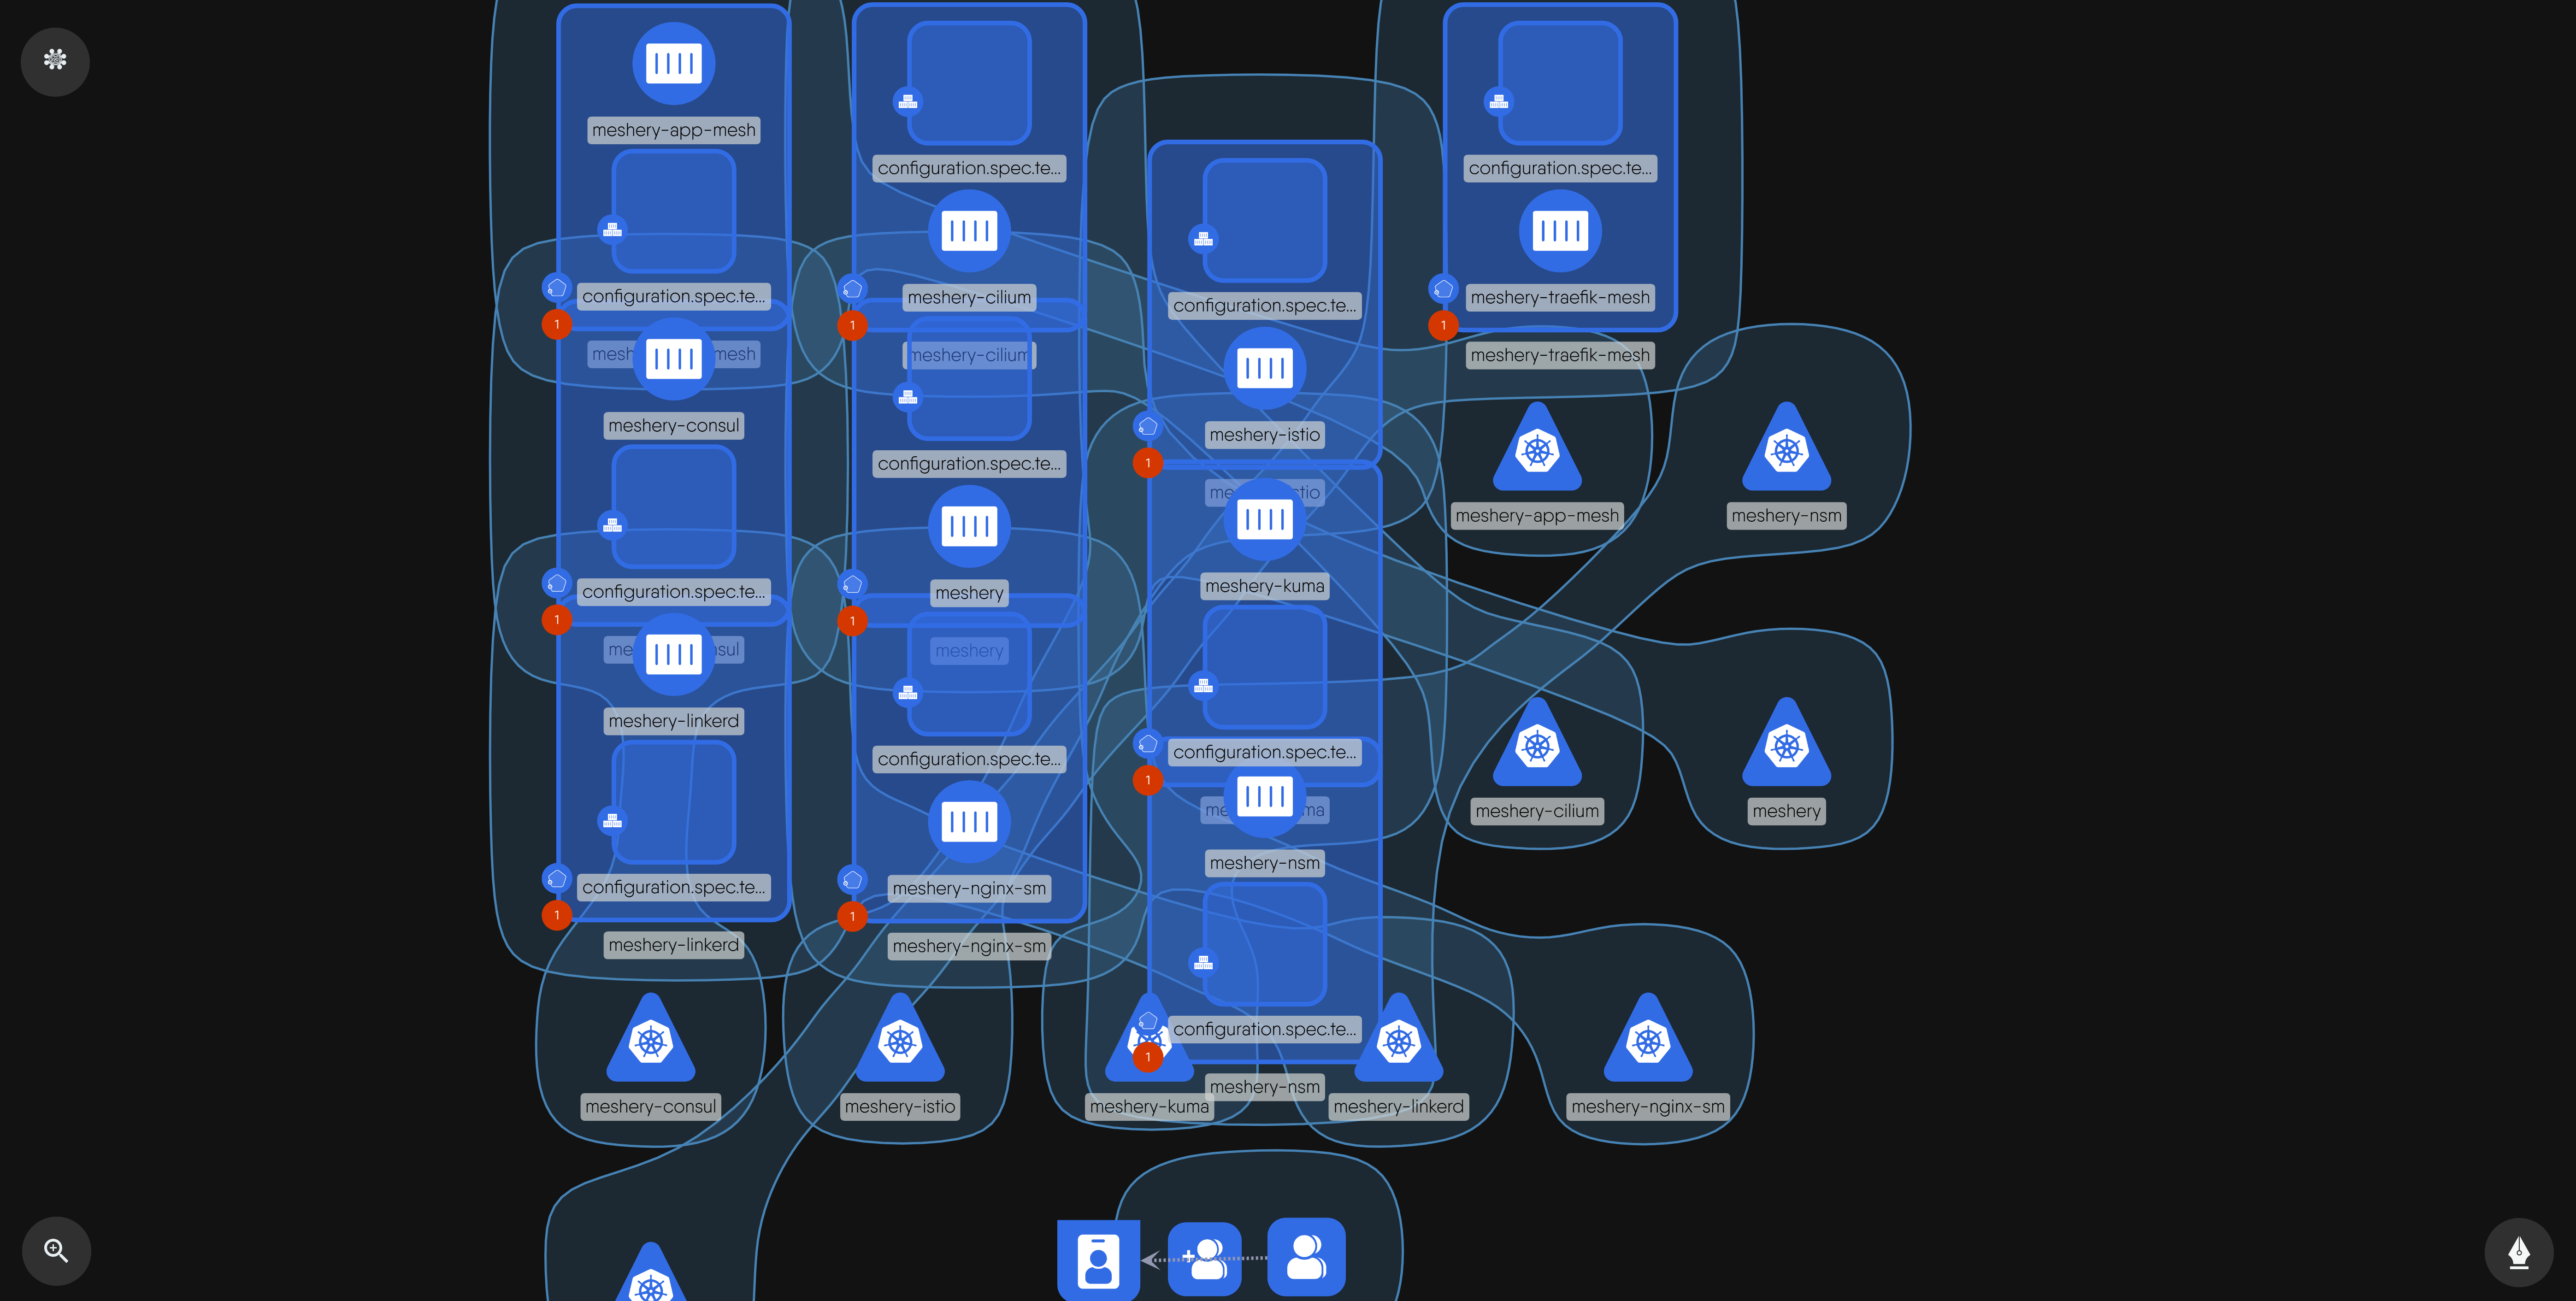 meshery-app-mesh
configuration.spec.te...
1
mesh
mesh
meshery-consul
configuration.spec.te...
1
me
sul
meshery-linkerd
configuration.spec.te...
1
meshery-linkerd
configuration.spec.te...
meshery-cilium
1
meshery-cilium
configuration.spec.te...
meshery
1
meshery
configuration.spec.te...
meshery-nginx-sm
1
meshery-nginx-sm
configuration.spec.te...
meshery-istio
1
me
stio
meshery-kuma
configuration.spec.te...
1
me
ma
meshery-nsm
configuration.spec.te...
1
meshery-nsm
configuration.spec.te...
meshery-traefik-mesh
1
meshery-traefik-mesh
meshery-app-mesh
meshery-nsm
meshery-cilium
meshery
meshery-consul
meshery-istio
meshery-kuma
meshery-linkerd
meshery-nginx-sm